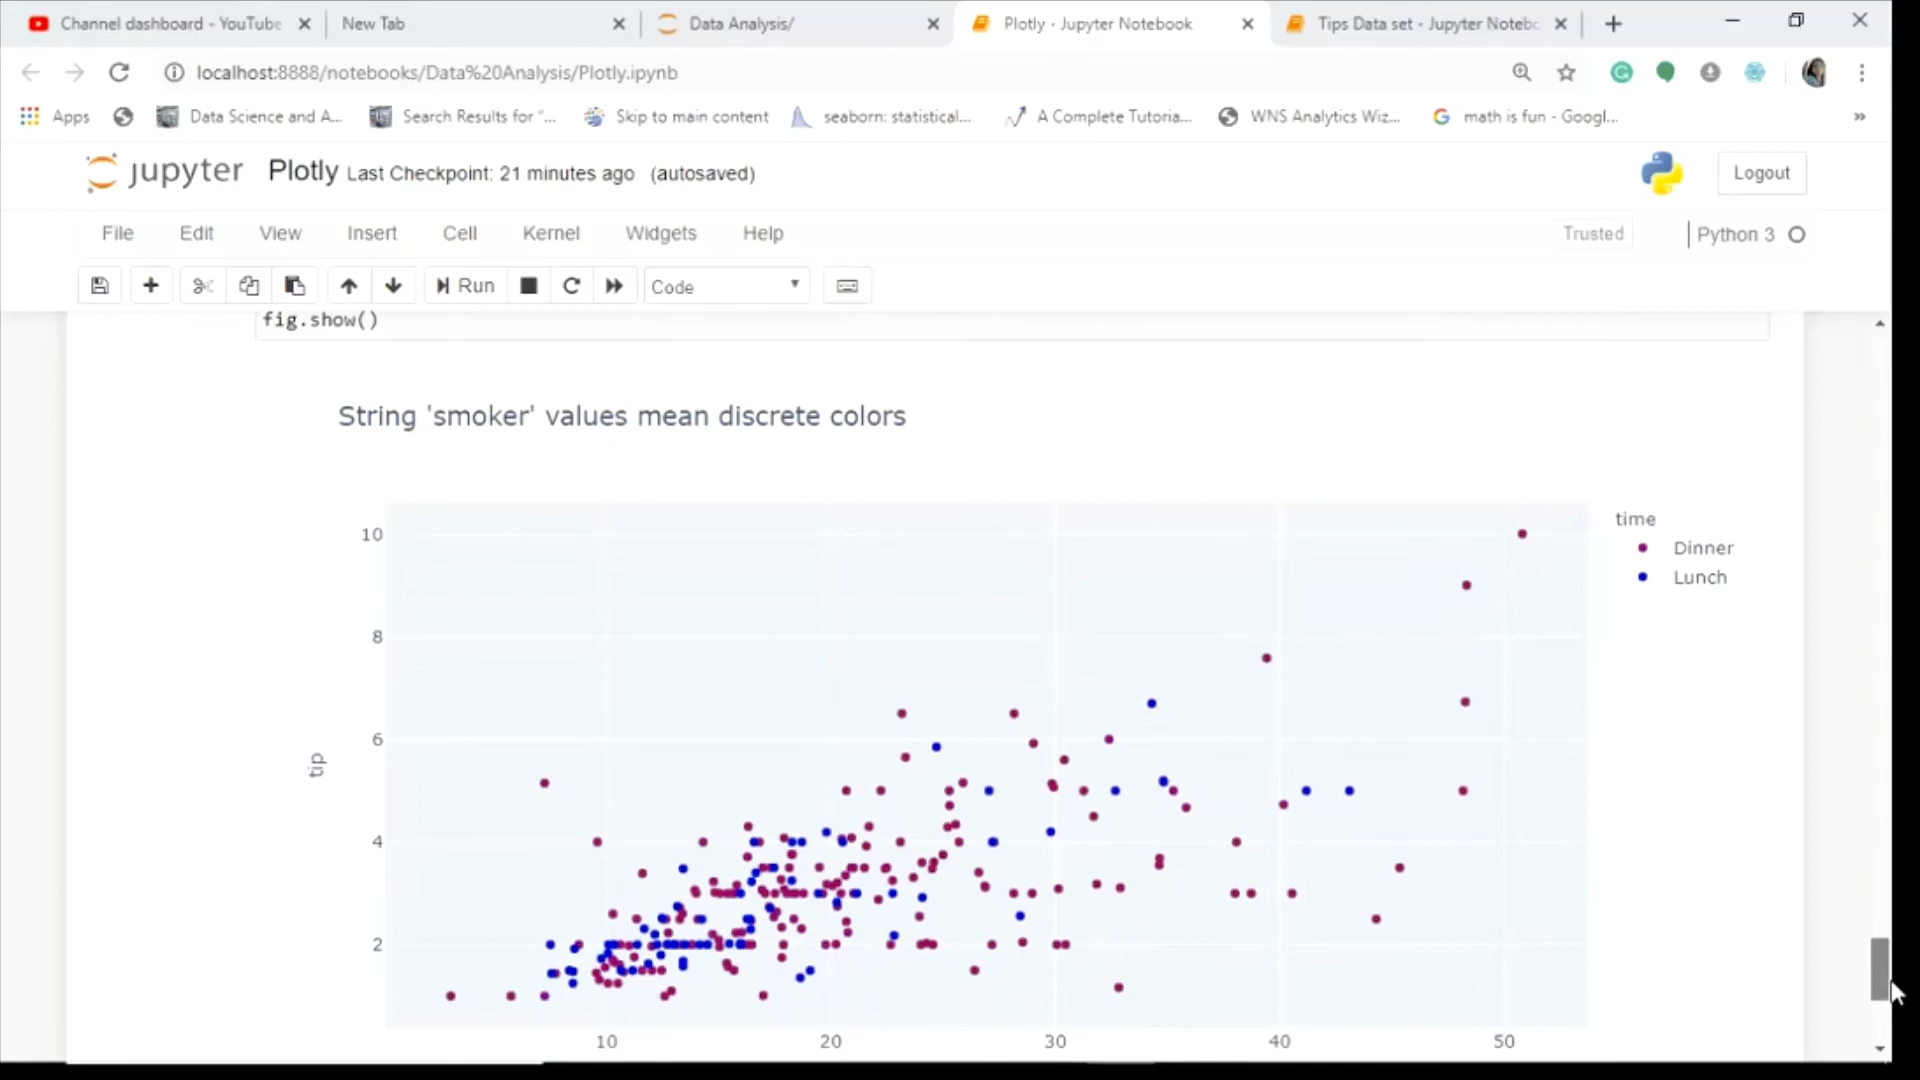 Channel dashboard - YouTube
New Tab
Data Analysis/
Plotly - Jupyter Notebook
Tips Data set - Jupyter Notebo
localhost:8888/notebooks/Data%20Analysis/Plotly.ipynb
Apps
Data Science and A...
Search Results for "...
Skip to main content
seaborn: statistical...
A Complete Tutoria...
WNS Analytics Wiz...
math is fun - Googl...
»
jupyter Plotly Last Checkpoint: 21 minutes ago (autosaved)
Logout
File Edit View Insert Cell Kernel Widgets Help
Trusted
Python 3
Run
Code
fig.show()
String 'smoker' values mean discrete colors
time
Dinner
Lunch
10
8
6
4
2
tip
10 20 30 40 50